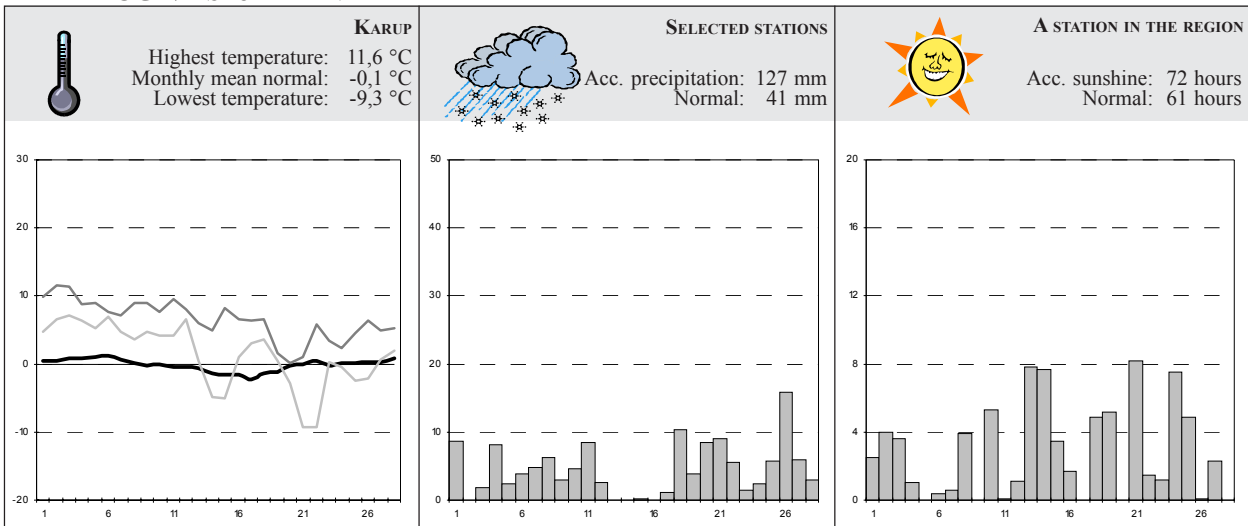 KARUP
Highest temperature: 11,6 °C
Monthly mean normal: -0,1 °C
Lowest temperature: -9,3 °C
SELECTED STATIONS
Acc. precipitation: 127 mm
Normal: 41 mm
A STATION IN THE REGION
Acc. sunshine: 72 hours
Normal: 61 hours
30
20
10
0
-10
-20
1 6 11 16 21 26
50
40
30
20
10
0
1 6 11 16 21 26
20
16
12
8
4
0
1 6 11 16 21 26